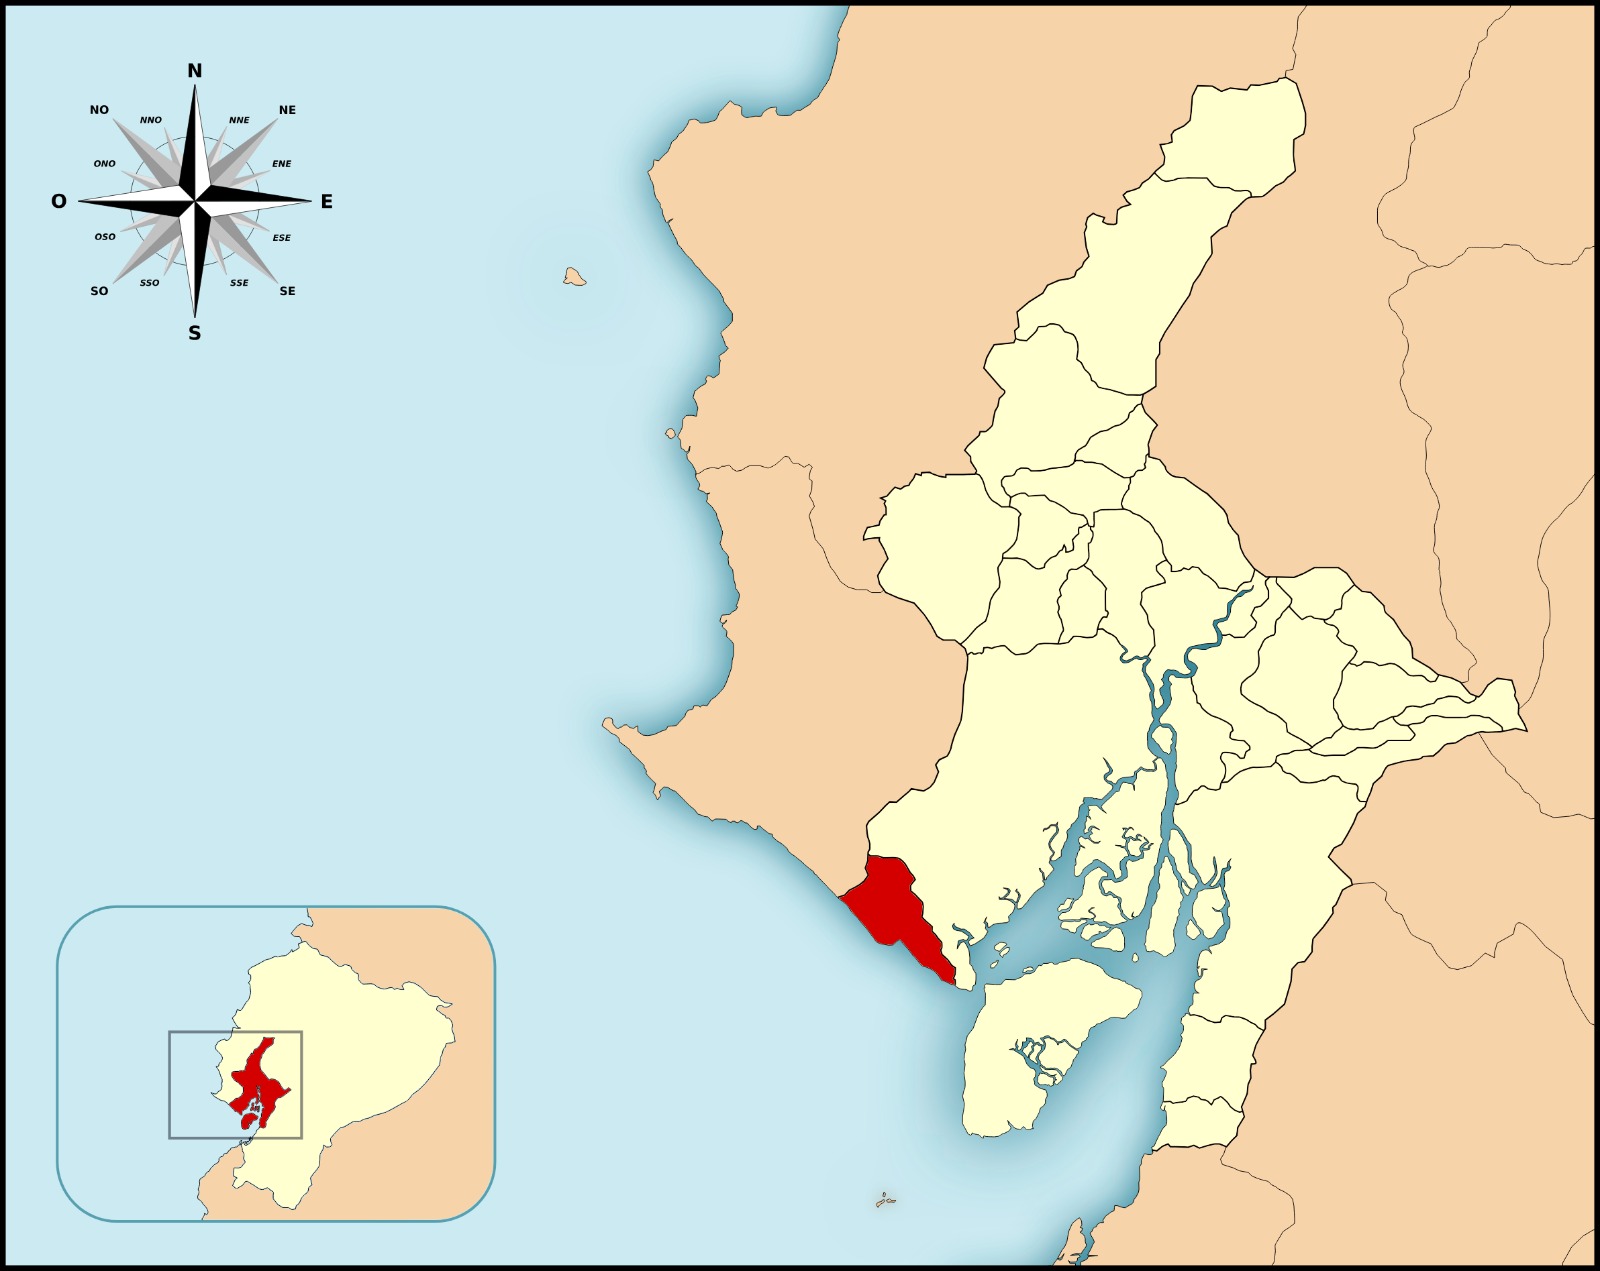 N
NO NNO NNE NE
ONO ENE
O E
OSO ESE
SO SSO SSE SE
S